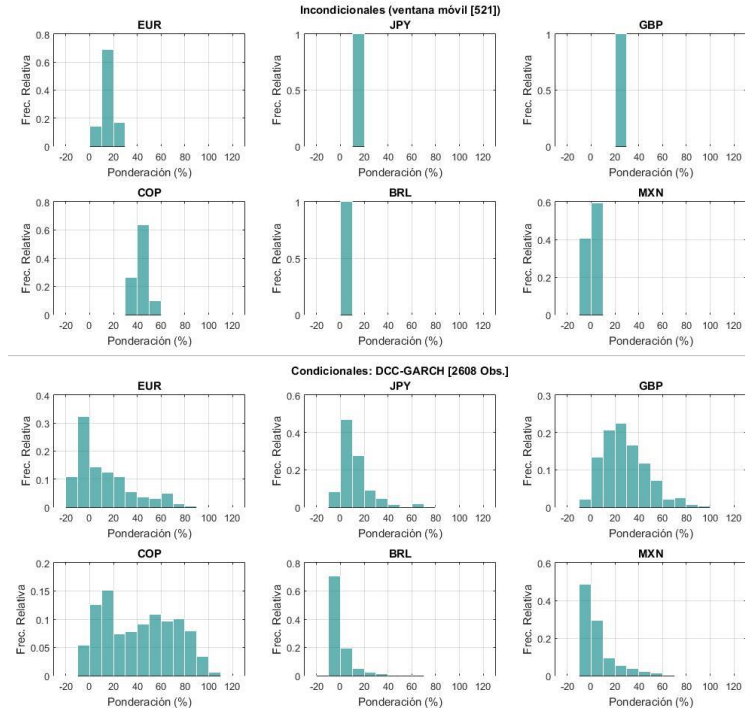 Incondicionales (ventana móvil [521])
EUR
JPY
GBP
Frec. Relativa
0.8
0.6
0.4
0.2
0
-20 0 20 40 60 80 100 120
Ponderación (%)
Frec. Relativa
1
0.5
0
-20 0 20 40 60 80 100 120
Ponderación (%)
Frec. Relativa
1
0.5
0
-20 0 20 40 60 80 100 120
Ponderación (%)
COP
BRL
MXN
Frec. Relativa
0.8
0.6
0.4
0.2
0
-20 0 20 40 60 80 100 120
Ponderación (%)
Frec. Relativa
1
0.5
0
-20 0 20 40 60 80 100 120
Ponderación (%)
Frec. Relativa
0.6
0.4
0.2
0
-20 0 20 40 60 80 100 120
Ponderación (%)
Condicionales: DCC-GARCH [2608 Obs.]
EUR
JPY
GBP
Frec. Relativa
0.4
0.3
0.2
0.1
0
-20 0 20 40 60 80 100 120
Ponderación (%)
Frec. Relativa
0.6
0.4
0.2
0
-20 0 20 40 60 80 100 120
Ponderación (%)
Frec. Relativa
0.3
0.2
0.1
0
-20 0 20 40 60 80 100 120
Ponderación (%)
COP
BRL
MXN
Frec. Relativa
0.2
0.15
0.1
0.05
0
-20 0 20 40 60 80 100 120
Ponderación (%)
Frec. Relativa
0.8
0.6
0.4
0.2
0
-20 0 20 40 60 80 100 120
Ponderación (%)
Frec. Relativa
0.6
0.4
0.2
0
-20 0 20 40 60 80 100 120
Ponderación (%)